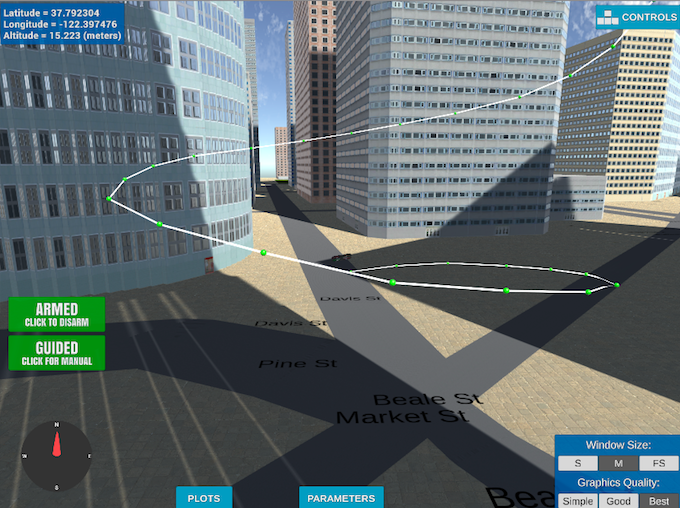 Latitude = 37.792304
Longitude = -122.397476
Altitude = 15.223 (meters)
CONTROLS
Davis St
Davis St
ARMED
CLICK TO DISARM
GUIDED
CLICK FOR MANUAL
Pine St
Beale St
Market St
N
W
E
S
Window Size:
S M FS
Graphics Quality:
Simple Good Best
PLOTS
PARAMETERS
Bea